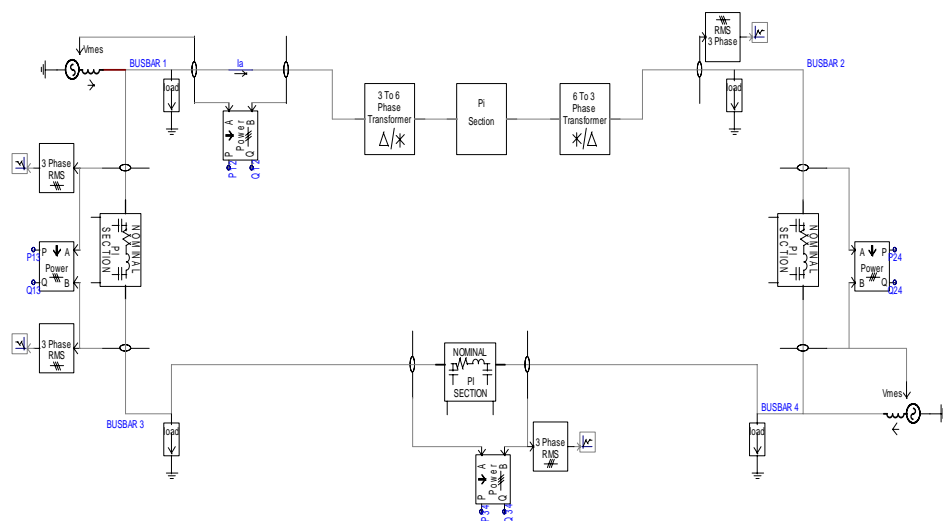 RMS
3 Phase
Vmes
BUSBAR 1
Ia
BUSBAR 2
load
3 To 6
Phase
Transformer
Pi
Section
6 To 3
Phase
Transformer
load
A
B
Power
P
Q
P12
Q12
3 Phase
RMS
NOMINAL
PI
SECTION
NOMINAL
PI
SECTION
P13
P
A
Power
Q
B
Q13
A
P
P24
Power
B
Q
Q24
3 Phase
RMS
NOMINAL
PI
SECTION
Vmes
BUSBAR 3
load
BUSBAR 4
load
3 Phase
RMS
A
B
Power
P
Q
P34
Q34